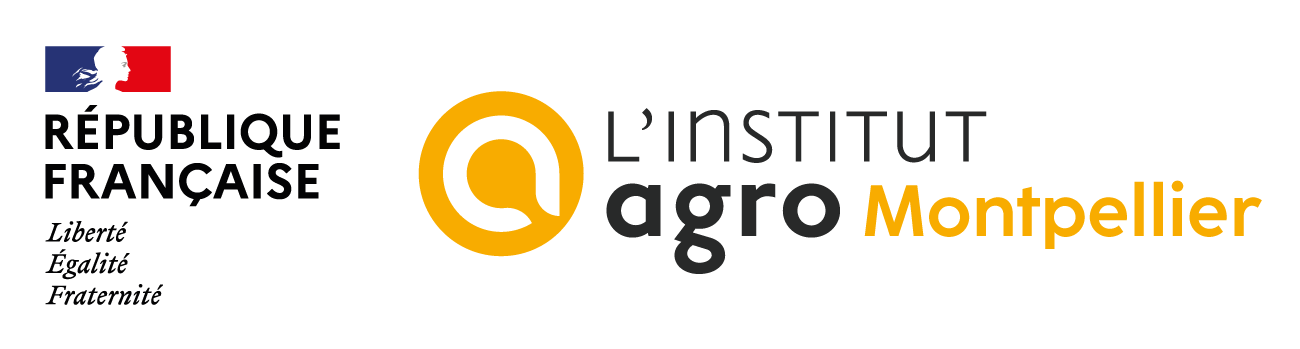 RÉPUBLIQUE
FRANÇAISE
Liberté
Égalité
Fraternité
L’INSTITUT
agro Montpellier